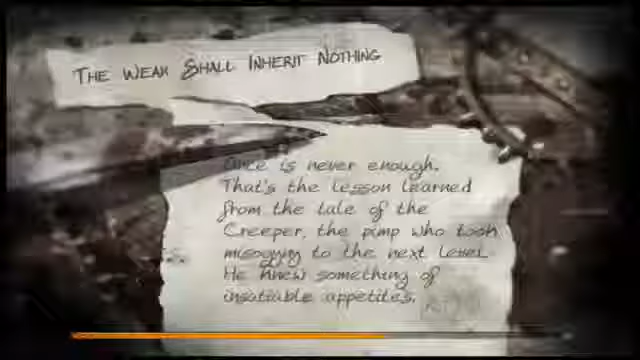 THE WEAK SHALL INHERIT NOTHING
Once is never enough.
That's the lesson learned
from the tale of the
Creeper, the pimp who took
misogyny to the next level.
He knew something of
insatiable appetites.